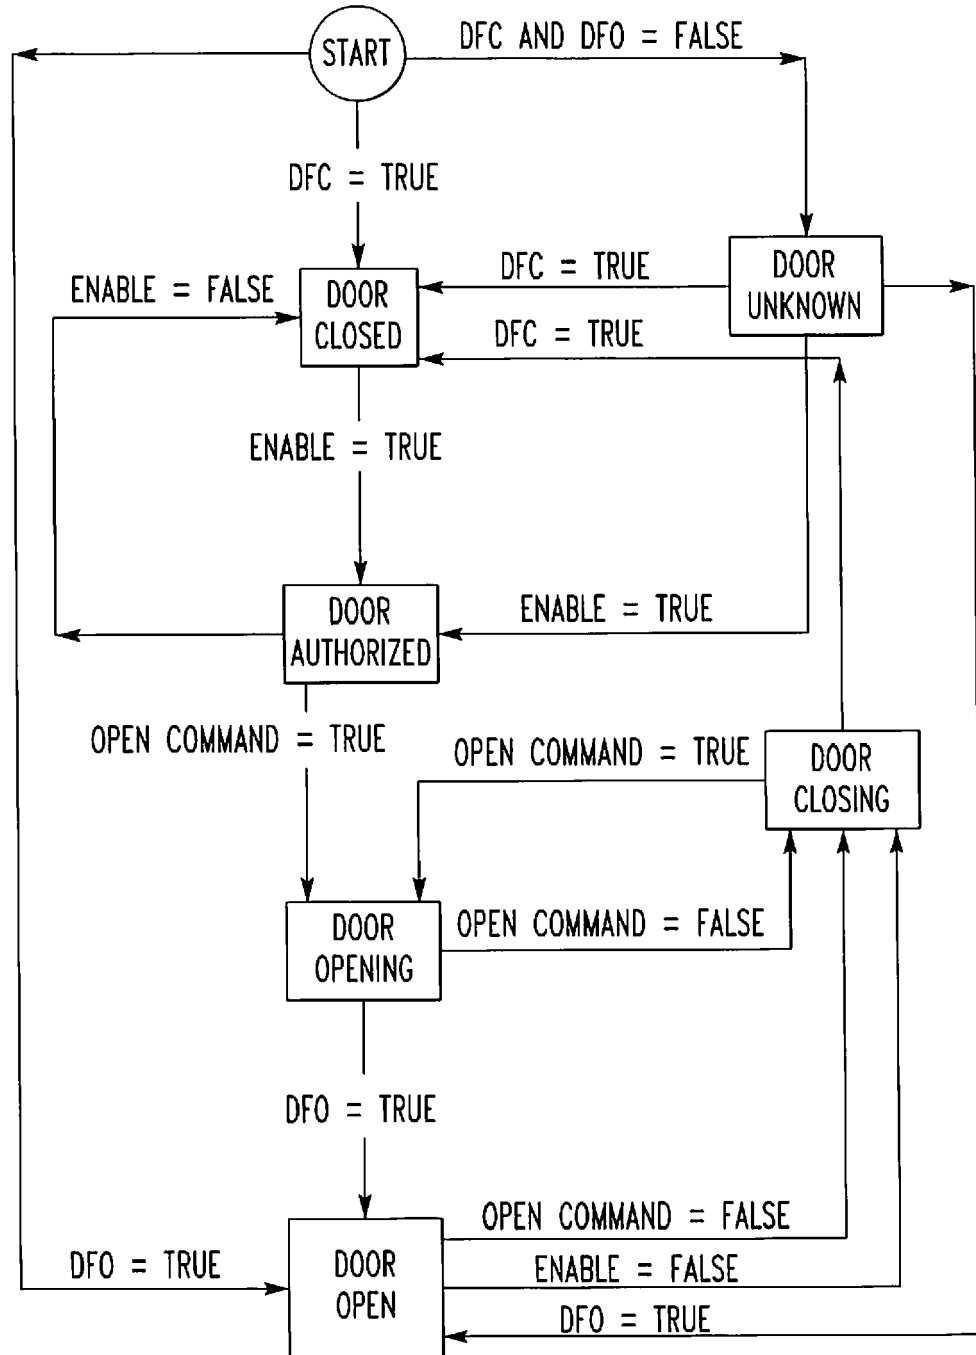 START
DFC AND DFO = FALSE
DFC = TRUE
DOOR
UNKNOWN
DFC = TRUE
ENABLE = FALSE
DOOR
CLOSED
DFC = TRUE
ENABLE = TRUE
DOOR
AUTHORIZED
ENABLE = TRUE
OPEN COMMAND = TRUE
OPEN COMMAND = TRUE
DOOR
CLOSING
DOOR
OPENING
OPEN COMMAND = FALSE
DFO = TRUE
OPEN COMMAND = FALSE
DFO = TRUE
DOOR
OPEN
ENABLE = FALSE
DFO = TRUE